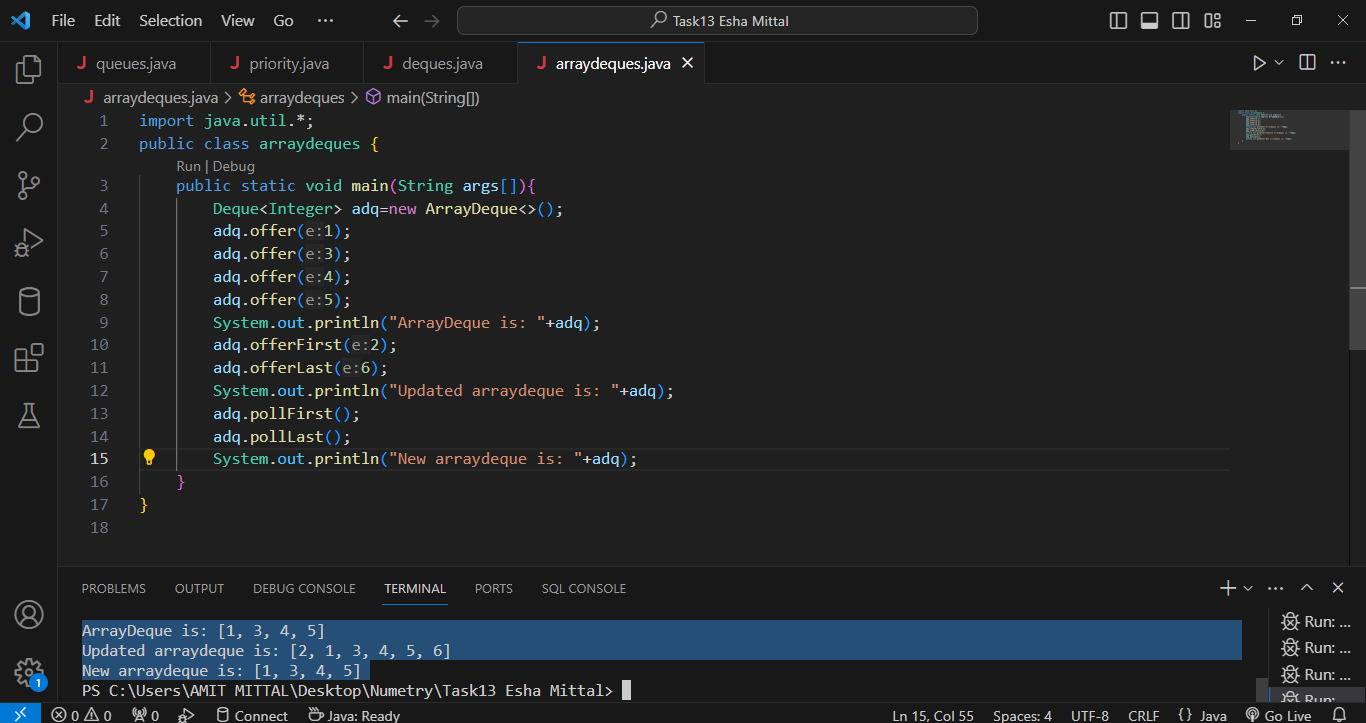 File Edit Selection View Go ··· Task13 Esha Mittal
J queues.java J priority.java J deques.java J arraydeques.java
J arraydeques.java > arraydeques > main(String[])
1 import java.util.*;
2 public class arraydeques {
Run | Debug
3 public static void main(String args[]){
4 Deque<Integer> adq=new ArrayDeque<>();
5 adq.offer(e:1);
6 adq.offer(e:3);
7 adq.offer(e:4);
8 adq.offer(e:5);
9 System.out.println("ArrayDeque is: "+adq);
10 adq.offerFirst(e:2);
11 adq.offerLast(e:6);
12 System.out.println("Updated arraydeque is: "+adq);
13 adq.pollFirst();
14 adq.pollLast();
15 System.out.println("New arraydeque is: "+adq);
16 }
17 }
18
PROBLEMS OUTPUT DEBUG CONSOLE TERMINAL PORTS SQL CONSOLE
ArrayDeque is: [1, 3, 4, 5]
Updated arraydeque is: [2, 1, 3, 4, 5, 6]
New arraydeque is: [1, 3, 4, 5]
PS C:\Users\AMIT MITTAL\Desktop\Numetry\Task13 Esha Mittal>
Run: ...
Run: ...
Run: ...
Run: ...
1
0 0 0 Connect Java: Ready Ln 15, Col 55 Spaces: 4 UTF-8 CRLF {} Java Go Live